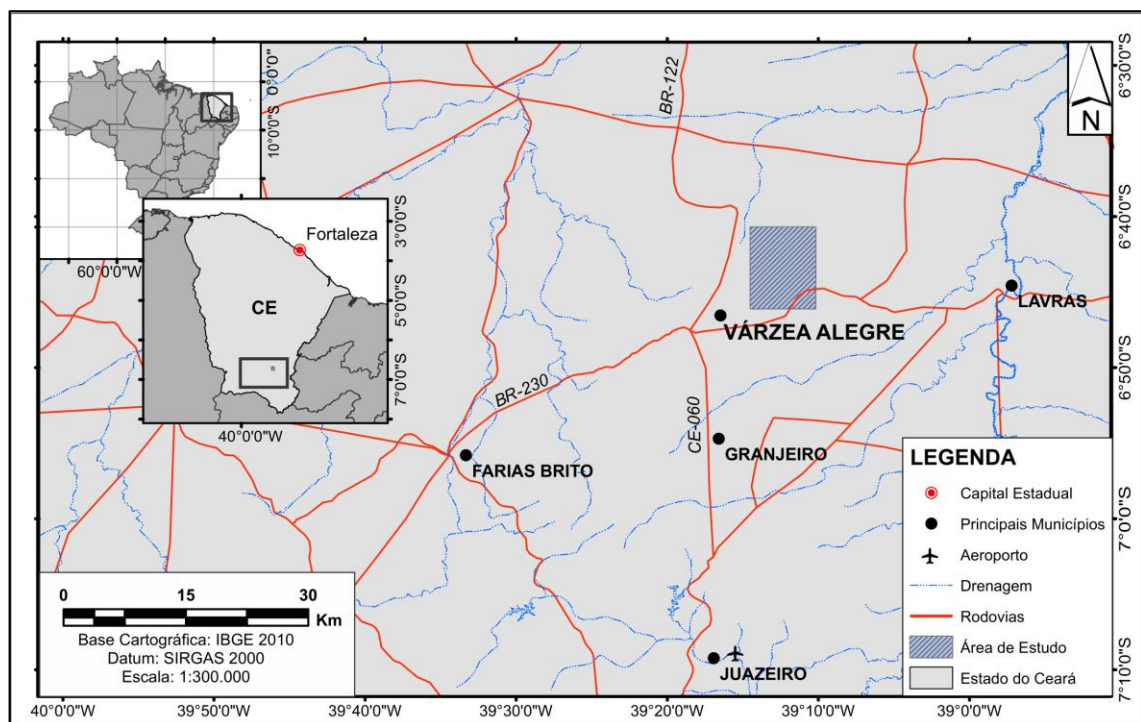 0°0'0"S
10°0'0"S
60°0'0"W
Fortaleza
CE
3°0'0"S
5°0'0"S
7°0'0"S
40°0'0"W
BR-122
N
6°30'0"S
6°40'0"S
6°50'0"S
7°0'0"S
7°10'0"S
LAVRAS
VÁRZEA ALEGRE
BR-230
CE-060
GRANJEIRO
FARIAS BRITO
JUAZEIRO
LEGENDA
Capital Estadual
Principais Municípios
Aeroporto
Drenagem
Rodovias
Área de Estudo
Estado do Ceará
0 15 30
Km
Base Cartográfica: IBGE 2010
Datum: SIRGAS 2000
Escala: 1:300.000
40°0'0"W 39°50'0"W 39°40'0"W 39°30'0"W 39°20'0"W 39°10'0"W 39°0'0"W